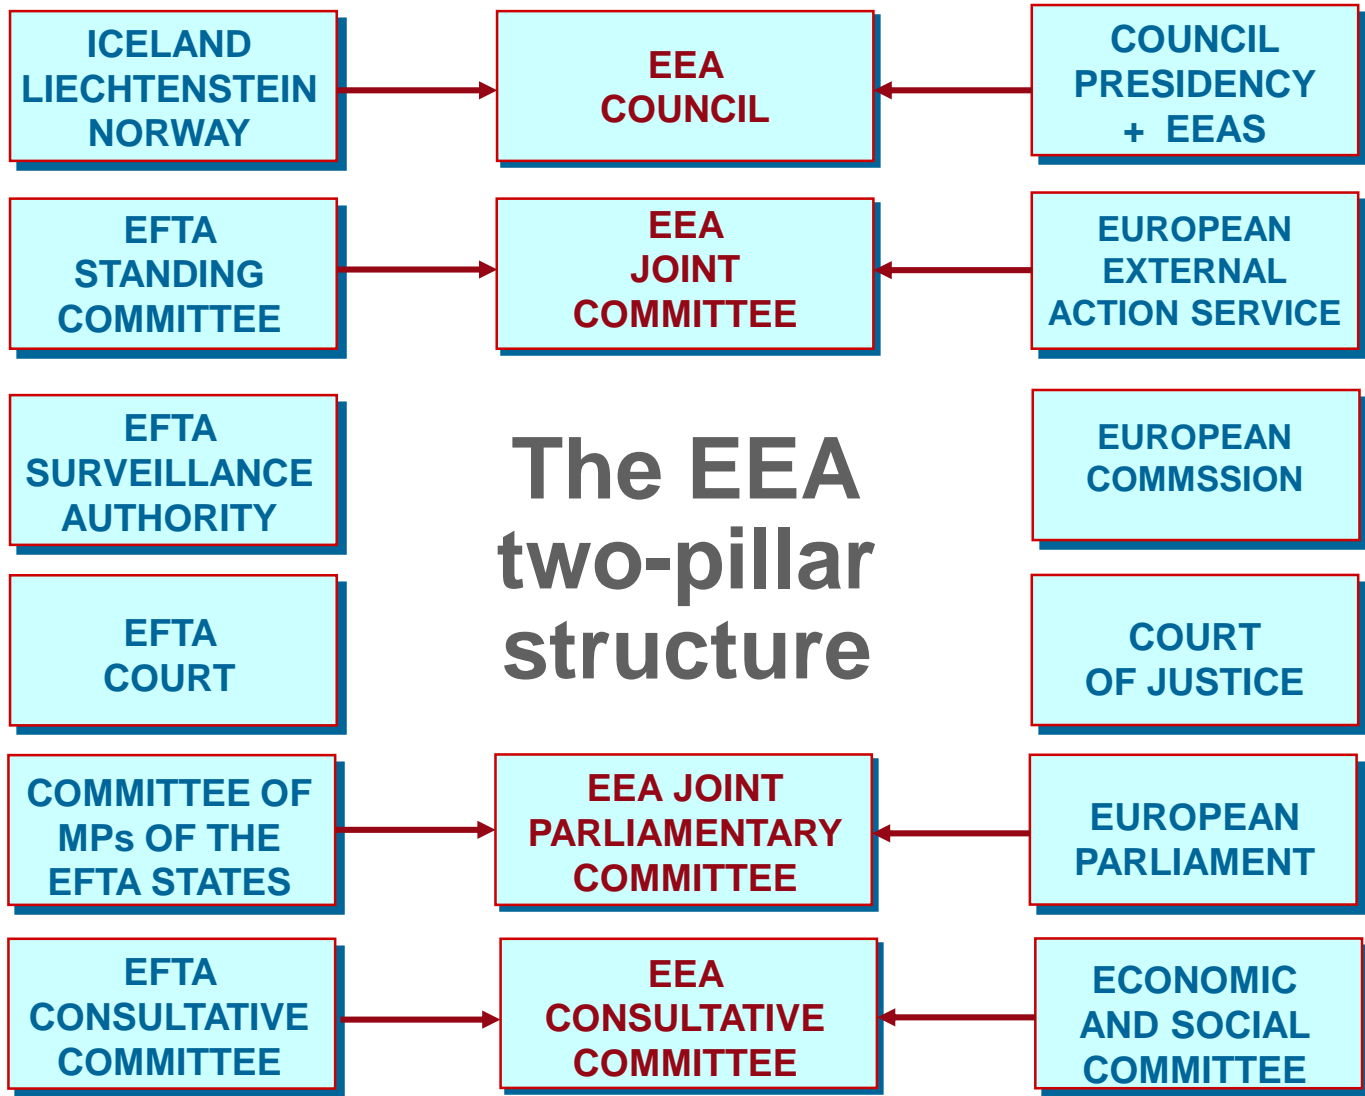 ICELAND
LIECHTENSTEIN
NORWAY
EEA
COUNCIL
COUNCIL
PRESIDENCY
+ EEAS
EFTA
STANDING
COMMITTEE
EEA
JOINT
COMMITTEE
EUROPEAN
EXTERNAL
ACTION SERVICE
EFTA
SURVEILLANCE
AUTHORITY
The EEA
two-pillar
structure
EUROPEAN
COMMSSION
EFTA
COURT
COURT
OF JUSTICE
COMMITTEE OF
MPs OF THE
EFTA STATES
EEA JOINT
PARLIAMENTARY
COMMITTEE
EUROPEAN
PARLIAMENT
EFTA
CONSULTATIVE
COMMITTEE
EEA
CONSULTATIVE
COMMITTEE
ECONOMIC
AND SOCIAL
COMMITTEE